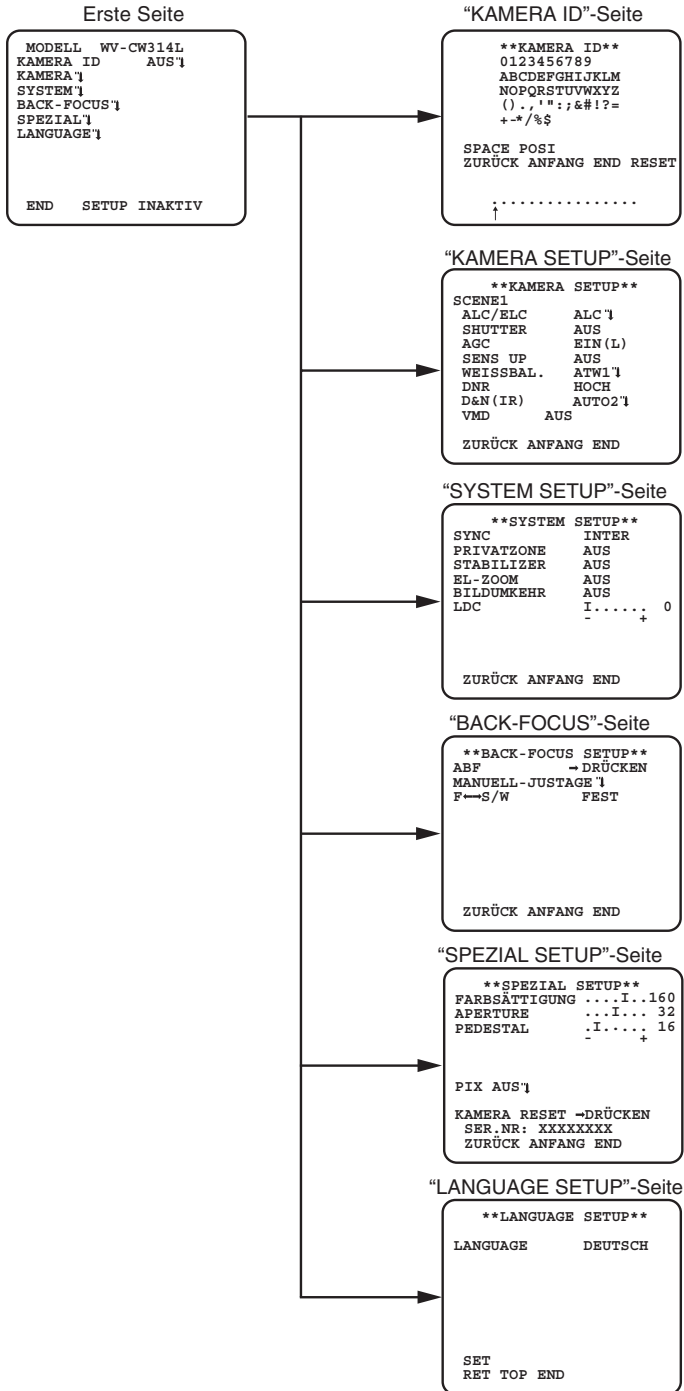 Erste Seite
MODELL WV-CW314L
KAMERA ID AUS
KAMERA
SYSTEM
BACK-FOCUS
SPEZIAL
LANGUAGE
END SETUP INAKTIV
“KAMERA ID”-Seite
**KAMERA ID**
0123456789
ABCDEFGHIJKLM
NOPQRSTUVWXYZ
().,'":;&#!?=
+-*/%$
SPACE POSI
ZURÜCK ANFANG END RESET
................
↑
“KAMERA SETUP”-Seite
**KAMERA SETUP**
SCENE1
ALC/ELC ALC
SHUTTER AUS
AGC EIN(L)
SENS UP AUS
WEISSBAL. ATW1
DNR HOCH
D&N(IR) AUTO2
VMD AUS
ZURÜCK ANFANG END
“SYSTEM SETUP”-Seite
**SYSTEM SETUP**
SYNC INTER
PRIVATZONE AUS
STABILIZER AUS
EL-ZOOM AUS
BILDUMKEHR AUS
LDC I...... 0
- +
ZURÜCK ANFANG END
“BACK-FOCUS”-Seite
**BACK-FOCUS SETUP**
ABF →DRÜCKEN
MANUELL-JUSTAGE
F←→S/W FEST
ZURÜCK ANFANG END
“SPEZIAL SETUP”-Seite
**SPEZIAL SETUP**
FARBSÄTTIGUNG ....I..160
APERTURE ...I... 32
PEDESTAL .I..... 16
- +
PIX AUS
KAMERA RESET →DRÜCKEN
SER.NR: XXXXXXXX
ZURÜCK ANFANG END
“LANGUAGE SETUP”-Seite
**LANGUAGE SETUP**
LANGUAGE DEUTSCH
SET
RET TOP END